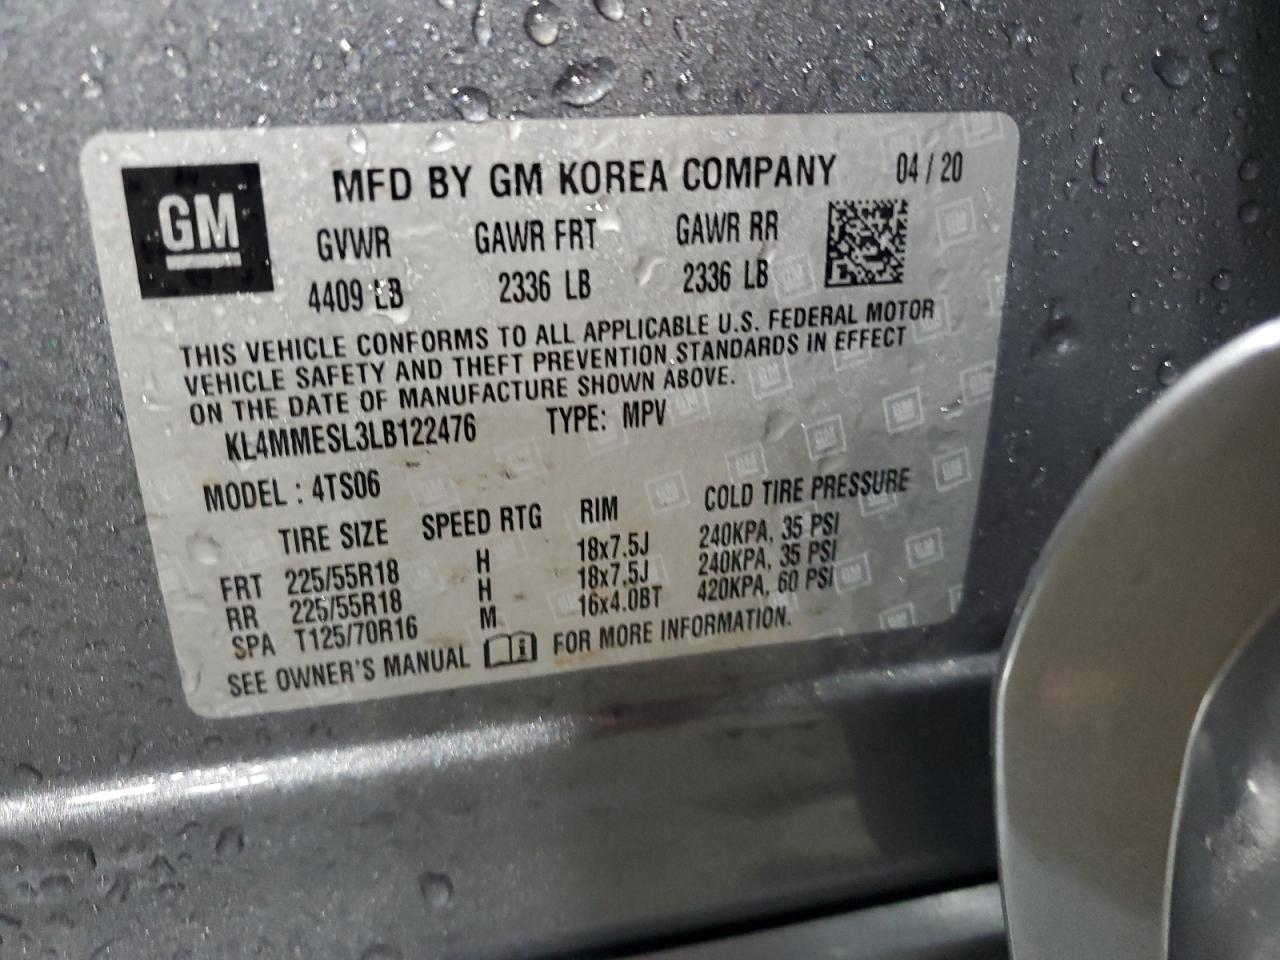 GM
MFD BY GM KOREA COMPANY 04 / 20
GVWR GAWR FRT GAWR RR
4409 LB 2336 LB 2336 LB
THIS VEHICLE CONFORMS TO ALL APPLICABLE U.S. FEDERAL MOTOR
VEHICLE SAFETY AND THEFT PREVENTION STANDARDS IN EFFECT
ON THE DATE OF MANUFACTURE SHOWN ABOVE.
KL4MMESL3LB122476 TYPE: MPV
MODEL : 4TS06
TIRE SIZE SPEED RTG RIM COLD TIRE PRESSURE
FRT 225/55R18 H 18x7.5J 240KPA, 35 PSI
RR 225/55R18 H 18x7.5J 240KPA, 35 PSI
SPA T125/70R16 M 16x4.0BT 420KPA, 60 PSI
SEE OWNER'S MANUAL FOR MORE INFORMATION.